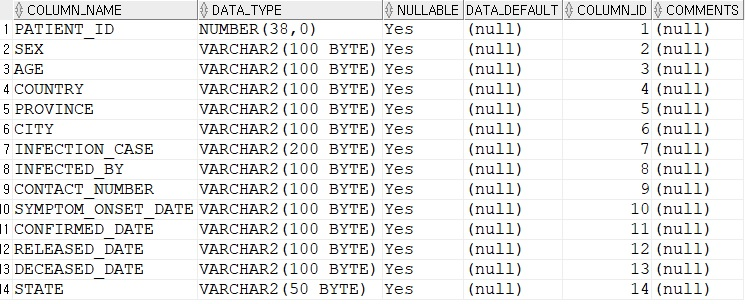 COLUMN_NAME DATA_TYPE NULLABLE DATA_DEFAULT COLUMN_ID COMMENTS
1 PATIENT_ID NUMBER(38,0) Yes (null) 1 (null)
2 SEX VARCHAR2(100 BYTE) Yes (null) 2 (null)
3 AGE VARCHAR2(100 BYTE) Yes (null) 3 (null)
4 COUNTRY VARCHAR2(100 BYTE) Yes (null) 4 (null)
5 PROVINCE VARCHAR2(100 BYTE) Yes (null) 5 (null)
6 CITY VARCHAR2(100 BYTE) Yes (null) 6 (null)
7 INFECTION_CASE VARCHAR2(200 BYTE) Yes (null) 7 (null)
8 INFECTED_BY VARCHAR2(100 BYTE) Yes (null) 8 (null)
9 CONTACT_NUMBER VARCHAR2(100 BYTE) Yes (null) 9 (null)
10 SYMPTOM_ONSET_DATE VARCHAR2(100 BYTE) Yes (null) 10 (null)
11 CONFIRMED_DATE VARCHAR2(100 BYTE) Yes (null) 11 (null)
12 RELEASED_DATE VARCHAR2(100 BYTE) Yes (null) 12 (null)
13 DECEASED_DATE VARCHAR2(100 BYTE) Yes (null) 13 (null)
14 STATE VARCHAR2(50 BYTE) Yes (null) 14 (null)